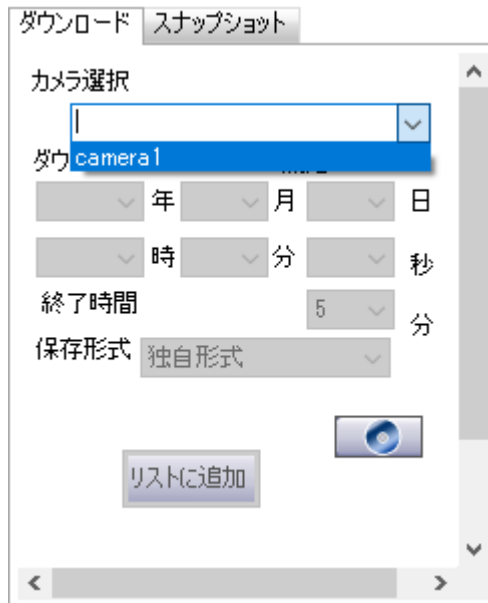 ダウンロード スナップショット
カメラ選択
camera1
ダウ
年 月 日
時 分 秒
終了時間 5 分
保存形式 独自形式
リストに追加